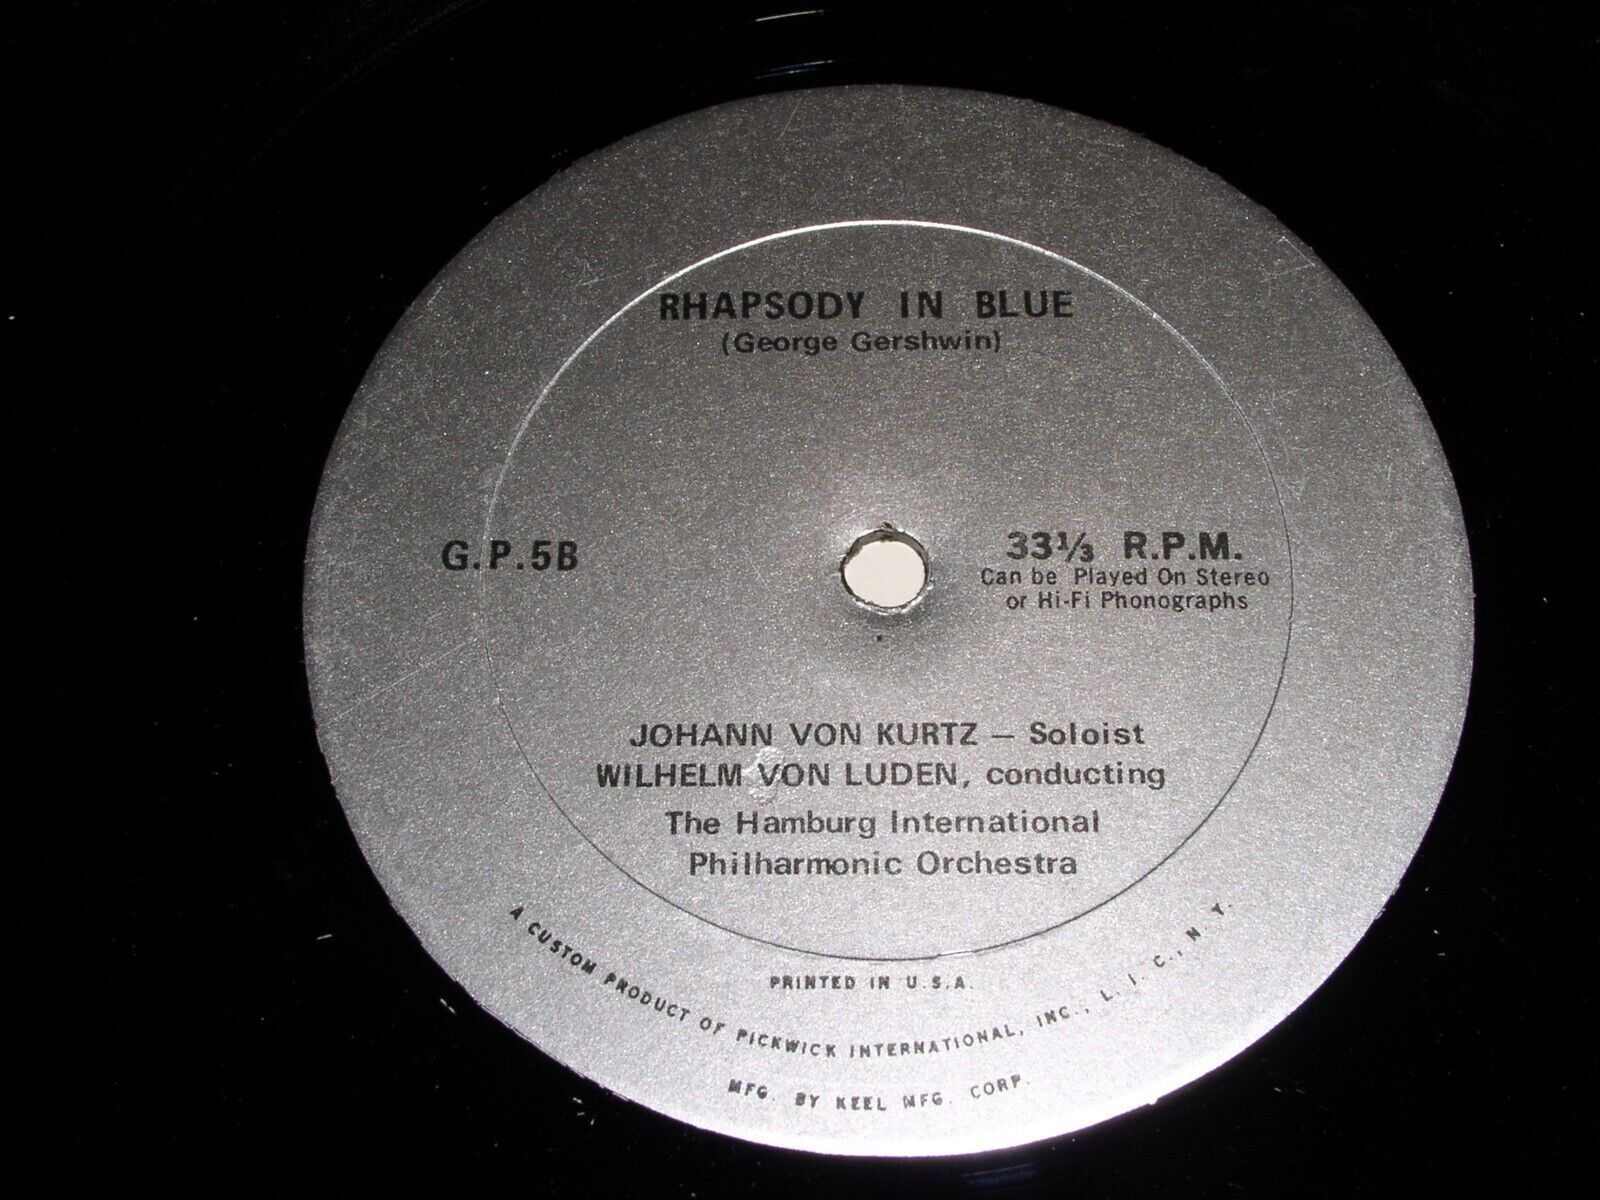 RHAPSODY IN BLUE
(George Gershwin)
G.P.5B
33⅓ R.P.M.
Can be Played On Stereo
or Hi-Fi Phonographs
JOHANN VON KURTZ — Soloist
WILHELM VON LUDEN, conducting
The Hamburg International
Philharmonic Orchestra
PRINTED IN U.S.A.
A CUSTOM PRODUCT OF PICKWICK INTERNATIONAL, INC., L. I. C., N. Y.
MFG. BY KEEL MFG. CORP.